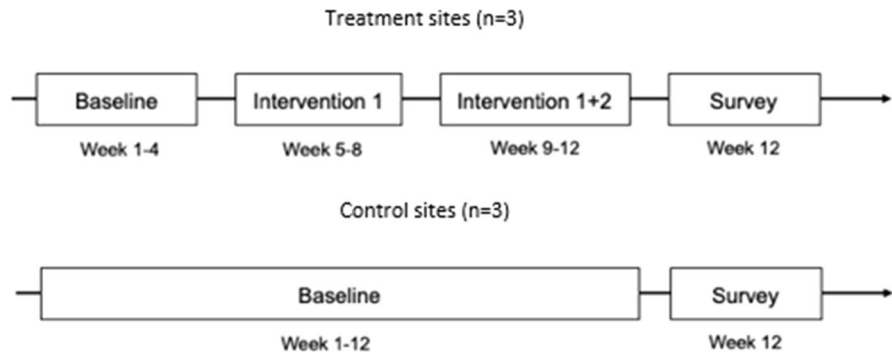 Treatment sites (n=3)
Baseline
Intervention 1
Intervention 1+2
Survey
Week 1-4
Week 5-8
Week 9-12
Week 12
Control sites (n=3)
Baseline
Survey
Week 1-12
Week 12